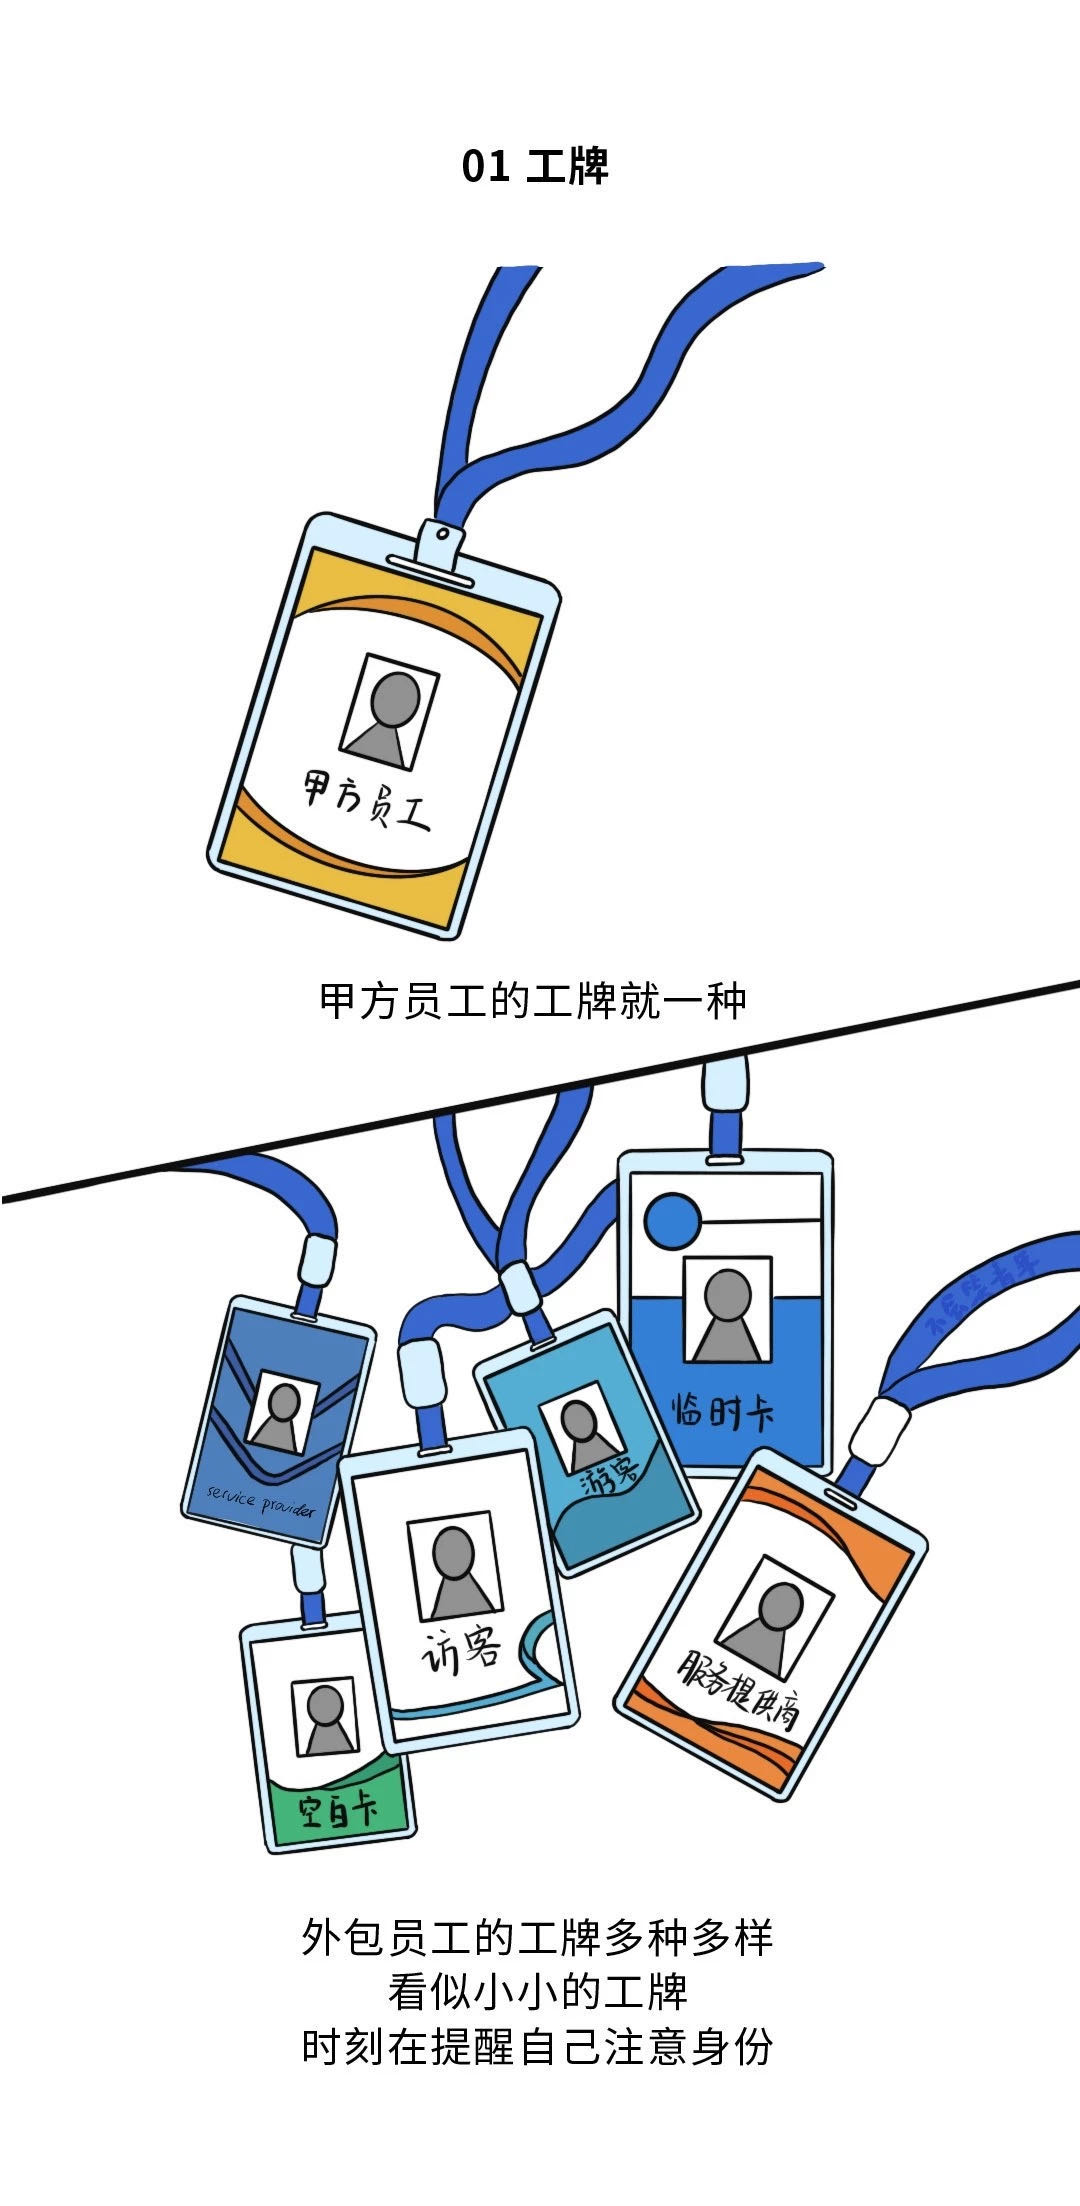 01 工牌
甲方员工
甲方员工的工牌就一种
临时卡
游客
service provider
访客
服务提供商
空白卡
外包员工的工牌多种多样
看似小小的工牌
时刻在提醒自己注意身份